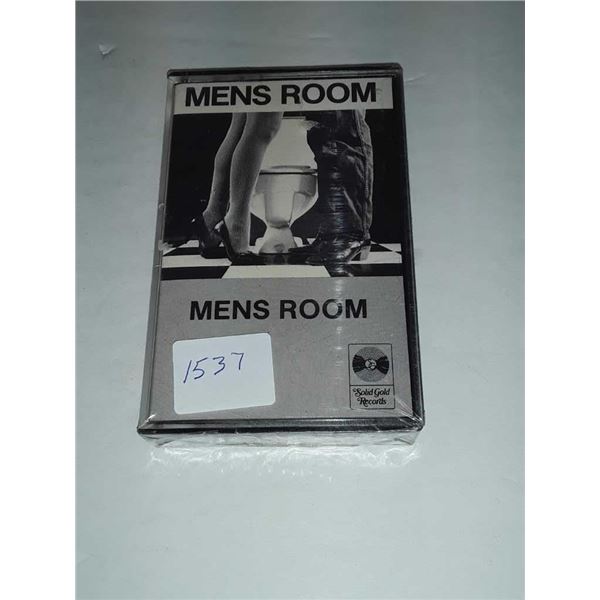 MENS ROOM
MENS ROOM
1537
Solid Gold
Records